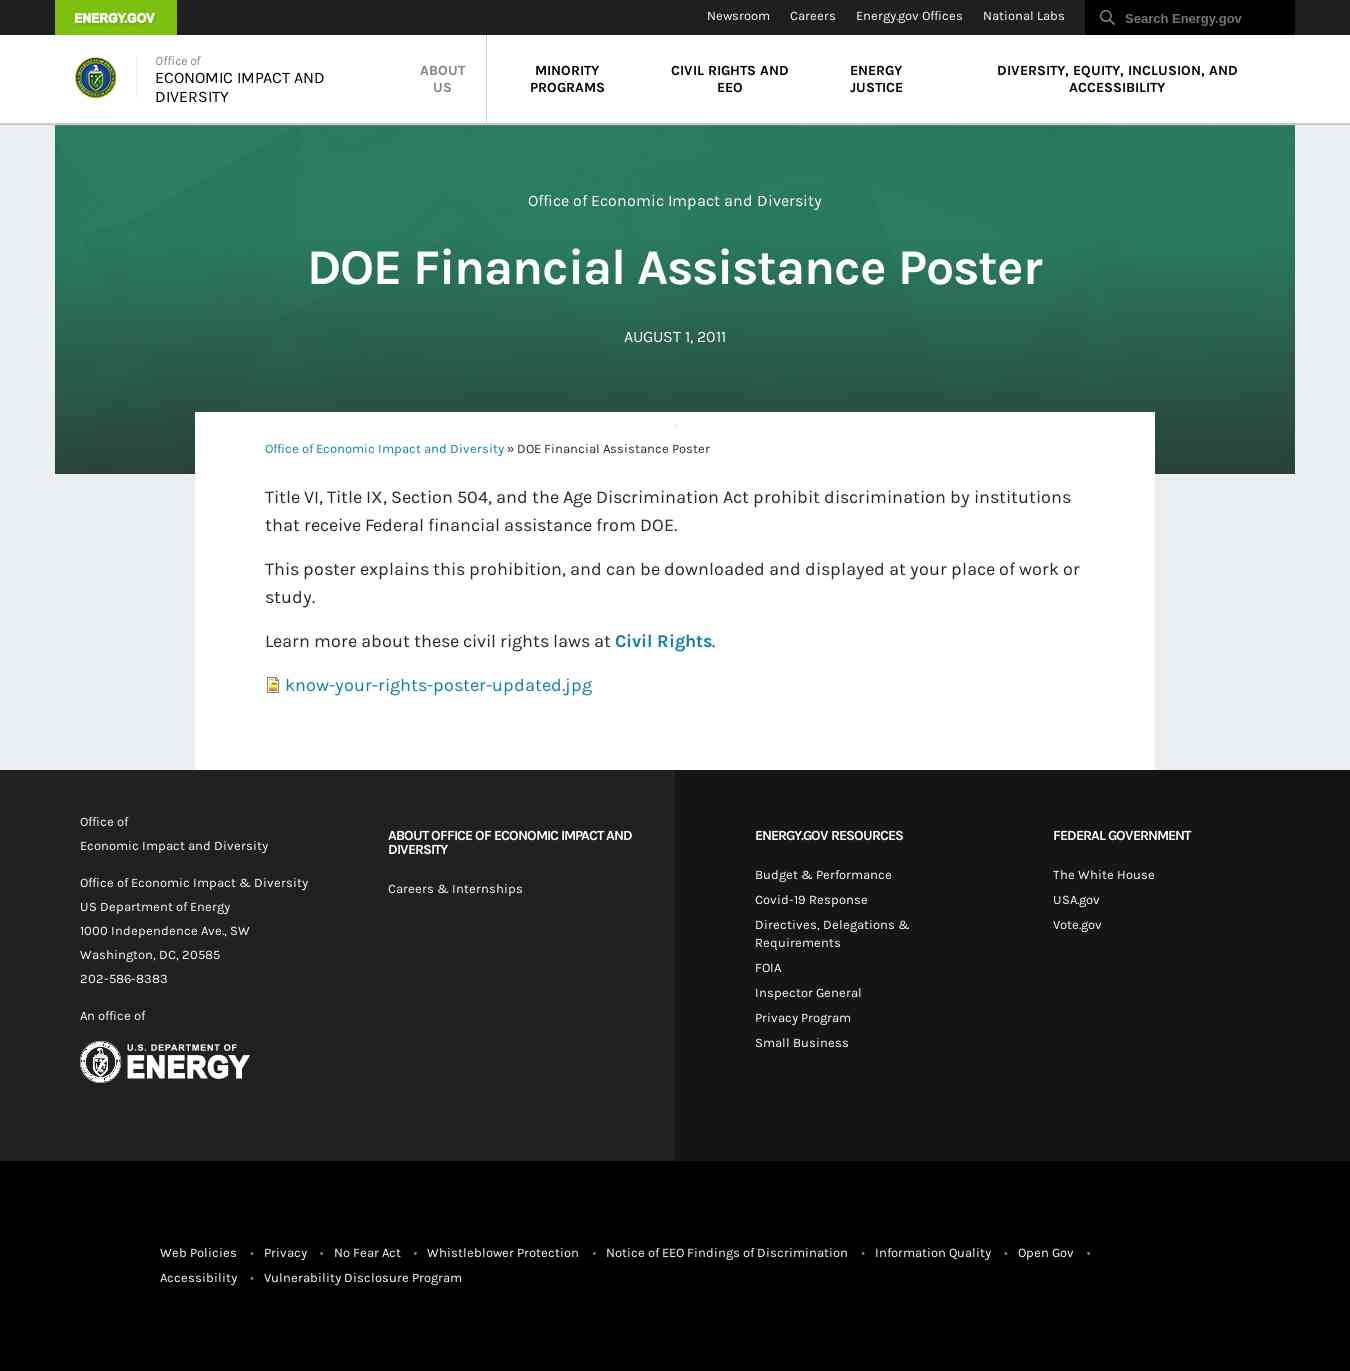 ENERGY.GOV
Newsroom Careers Energy.gov Offices National Labs Search Energy.gov
Office of
ECONOMIC IMPACT AND
DIVERSITY
ABOUT
US
MINORITY
PROGRAMS
CIVIL RIGHTS AND
EEO
ENERGY
JUSTICE
DIVERSITY, EQUITY, INCLUSION, AND
ACCESSIBILITY
Office of Economic Impact and Diversity
DOE Financial Assistance Poster
AUGUST 1, 2011
Office of Economic Impact and Diversity » DOE Financial Assistance Poster
Title VI, Title IX, Section 504, and the Age Discrimination Act prohibit discrimination by institutions
that receive Federal financial assistance from DOE.
This poster explains this prohibition, and can be downloaded and displayed at your place of work or
study.
Learn more about these civil rights laws at Civil Rights.
know-your-rights-poster-updated.jpg
Office of
Economic Impact and Diversity
Office of Economic Impact & Diversity
US Department of Energy
1000 Independence Ave., SW
Washington, DC, 20585
202-586-8383
An office of
U.S. DEPARTMENT OF
ENERGY
ABOUT OFFICE OF ECONOMIC IMPACT AND
DIVERSITY
Careers & Internships
ENERGY.GOV RESOURCES
Budget & Performance
Covid-19 Response
Directives, Delegations &
Requirements
FOIA
Inspector General
Privacy Program
Small Business
FEDERAL GOVERNMENT
The White House
USA.gov
Vote.gov
Web Policies • Privacy • No Fear Act • Whistleblower Protection • Notice of EEO Findings of Discrimination • Information Quality • Open Gov •
Accessibility • Vulnerability Disclosure Program